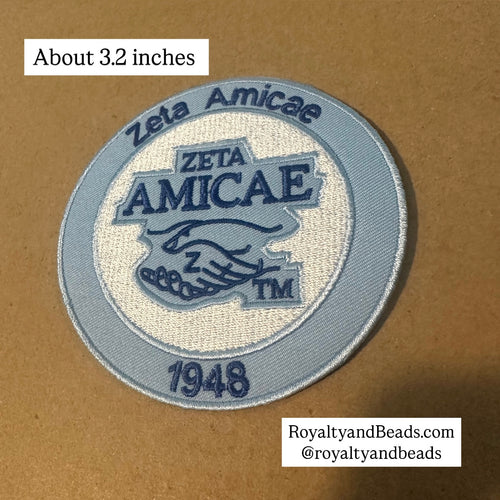 About 3.2 inches
Zeta Amicae
ZETA
AMICAE
Z
TM
1948
RoyaltyandBeads.com
@royaltyandbeads